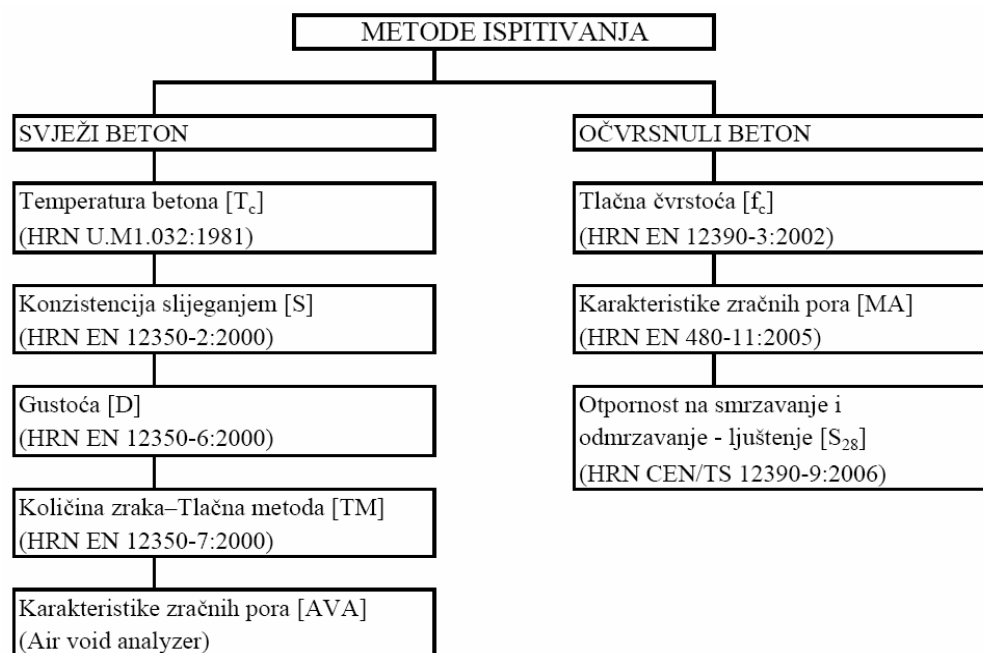 METODE ISPITIVANJA
SVJEŽI BETON
Temperatura betona [Tc]
(HRN U.M1.032:1981)
Konzistencija slijeganjem [S]
(HRN EN 12350-2:2000)
Gustoća [D]
(HRN EN 12350-6:2000)
Količina zraka–Tlačna metoda [TM]
(HRN EN 12350-7:2000)
Karakteristike zračnih pora [AVA]
(Air void analyzer)
OČVRSNULI BETON
Tlačna čvrstoća [fc]
(HRN EN 12390-3:2002)
Karakteristike zračnih pora [MA]
(HRN EN 480-11:2005)
Otpornost na smrzavanje i
odmrzavanje - ljuštenje [S28]
(HRN CEN/TS 12390-9:2006)